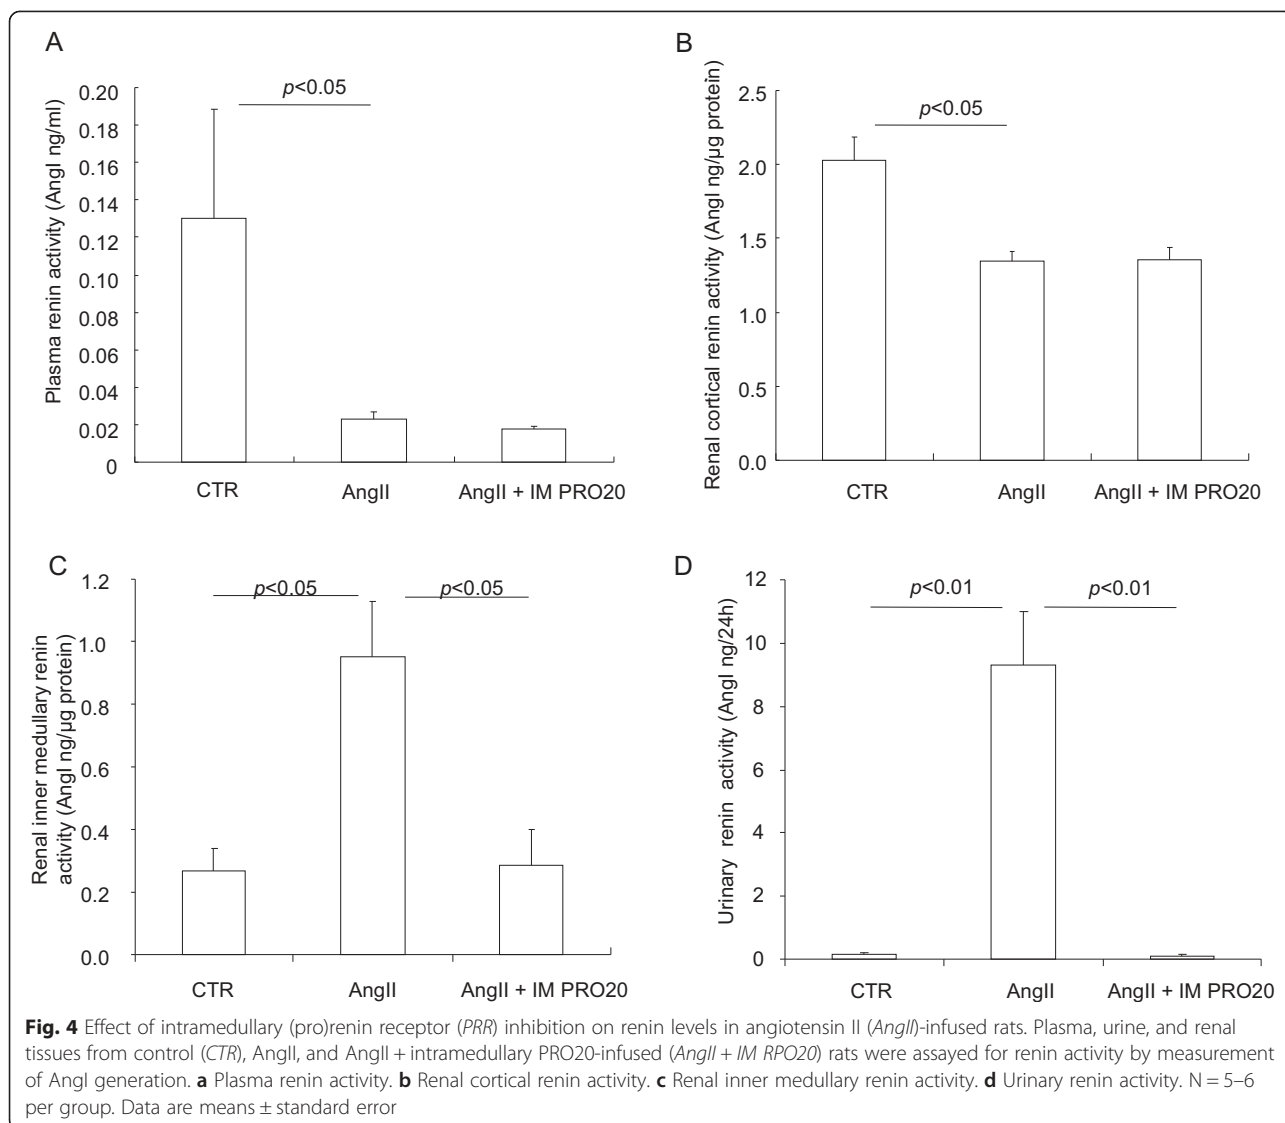 A
Plasma renin activity (AngI ng/ml)
0.20
0.18
0.16
0.14
0.12
0.10
0.08
0.06
0.04
0.02
0
p<0.05
CTR
AngII
AngII + IM PRO20
B
Renal cortical renin activity (AngI ng/μg protein)
2.5
2.0
1.5
1.0
0.5
0.0
p<0.05
CTR
AngII
AngII + IM PRO20
C
Renal inner medullary renin
activity (AngI ng/μg protein)
1.2
1.0
0.8
0.6
0.4
0.2
0.0
p<0.05
p<0.05
CTR
AngII
AngII + IM PRO20
D
Urinary renin activity (AngI ng/24h)
12
10
8
6
4
2
0
p<0.01
p<0.01
CTR
AngII
AngII + IM PRO20
Fig. 4 Effect of intramedullary (pro)renin receptor (PRR) inhibition on renin levels in angiotensin II (AngII)-infused rats. Plasma, urine, and renal
tissues from control (CTR), AngII, and AngII + intramedullary PRO20-infused (AngII + IM RPO20) rats were assayed for renin activity by measurement
of AngI generation. a Plasma renin activity. b Renal cortical renin activity. c Renal inner medullary renin activity. d Urinary renin activity. N = 5–6
per group. Data are means ± standard error